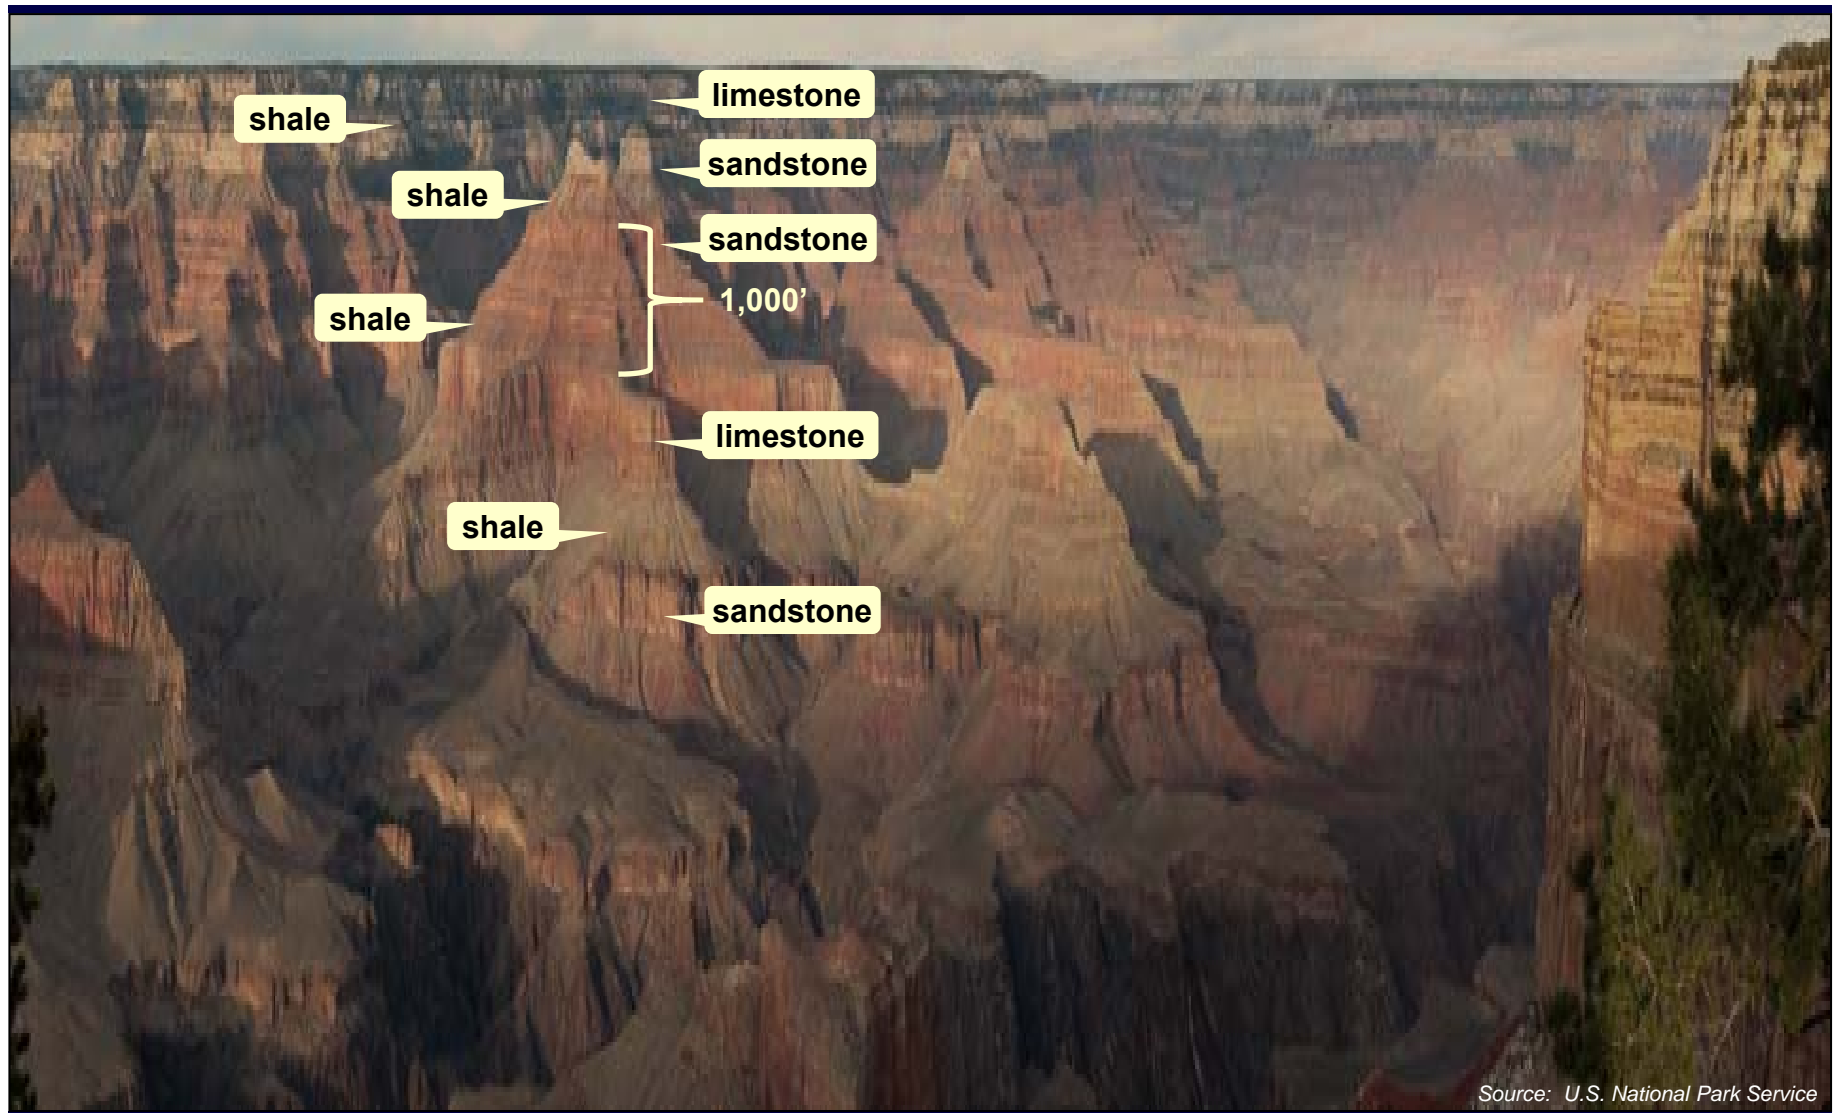 limestone
shale
sandstone
shale
sandstone
1,000’
shale
limestone
shale
sandstone
Source: U.S. National Park Service